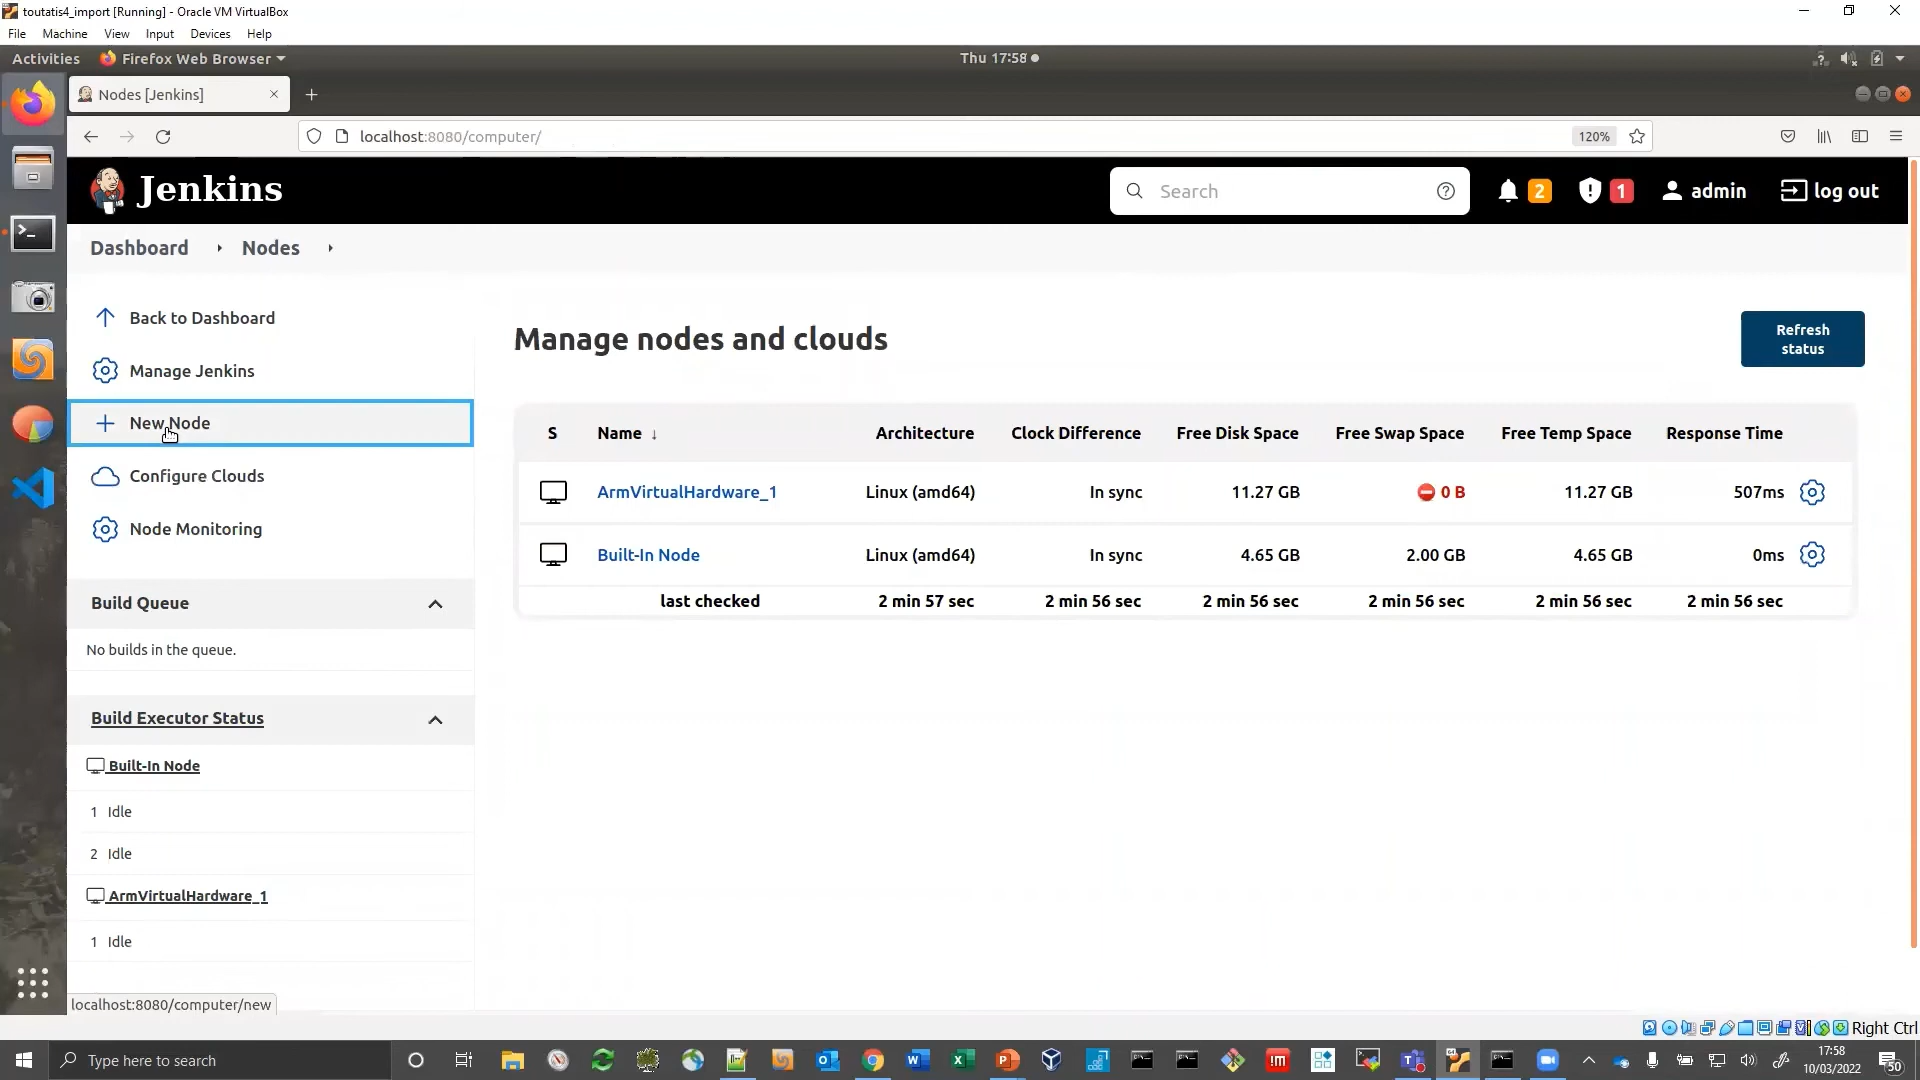 toutatis4_import [Running] - Oracle VM VirtualBox
File Machine View Input Devices Help
Activities Firefox Web Browser Thu 17:58
Nodes [Jenkins]
localhost:8080/computer/ 120%
Jenkins Search 2 1 admin log out
Dashboard Nodes
Back to Dashboard
Manage Jenkins
New Node
Configure Clouds
Node Monitoring
Build Queue
No builds in the queue.
Build Executor Status
Built-In Node
1 Idle
2 Idle
ArmVirtualHardware_1
1 Idle
Manage nodes and clouds
Refresh
status
S Name ↓ Architecture Clock Difference Free Disk Space Free Swap Space Free Temp Space Response Time
ArmVirtualHardware_1 Linux (amd64) In sync 11.27 GB 0 B 11.27 GB 507ms
Built-In Node Linux (amd64) In sync 4.65 GB 2.00 GB 4.65 GB 0ms
last checked 2 min 57 sec 2 min 56 sec 2 min 56 sec 2 min 56 sec 2 min 56 sec 2 min 56 sec
localhost:8080/computer/new
Right Ctrl
Type here to search
17:58
10/03/2022
50